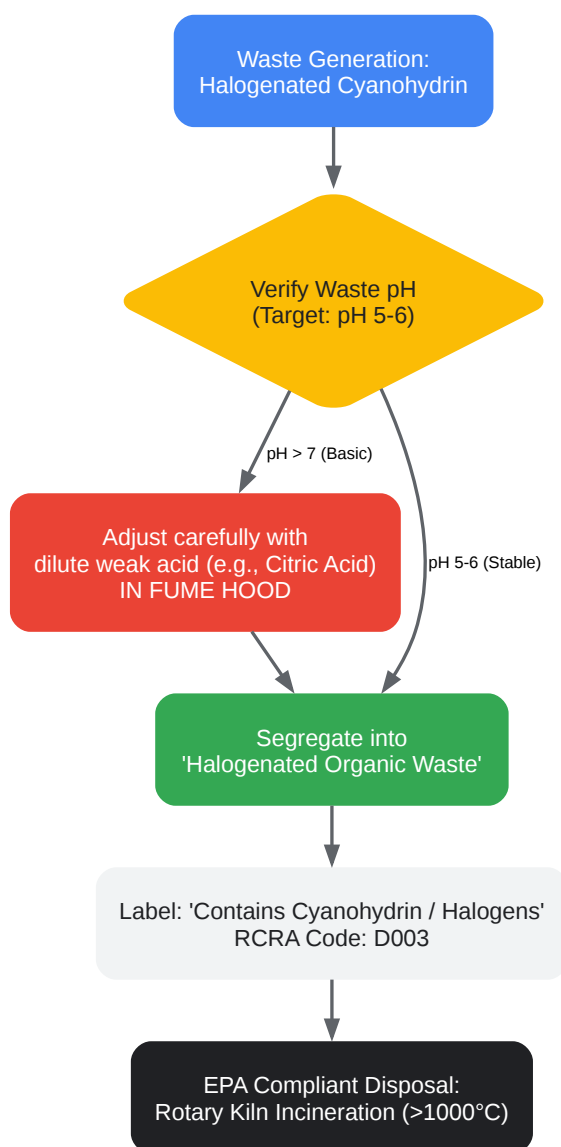 Waste Generation:
Halogenated Cyanohydrin
Verify Waste pH
(Target: pH 5-6)
pH > 7 (Basic)
Adjust carefully with
dilute weak acid (e.g., Citric Acid)
IN FUME HOOD
pH 5-6 (Stable)
Segregate into
'Halogenated Organic Waste'
Label: 'Contains Cyanohydrin / Halogens'
RCRA Code: D003
EPA Compliant Disposal:
Rotary Kiln Incineration (>1000°C)